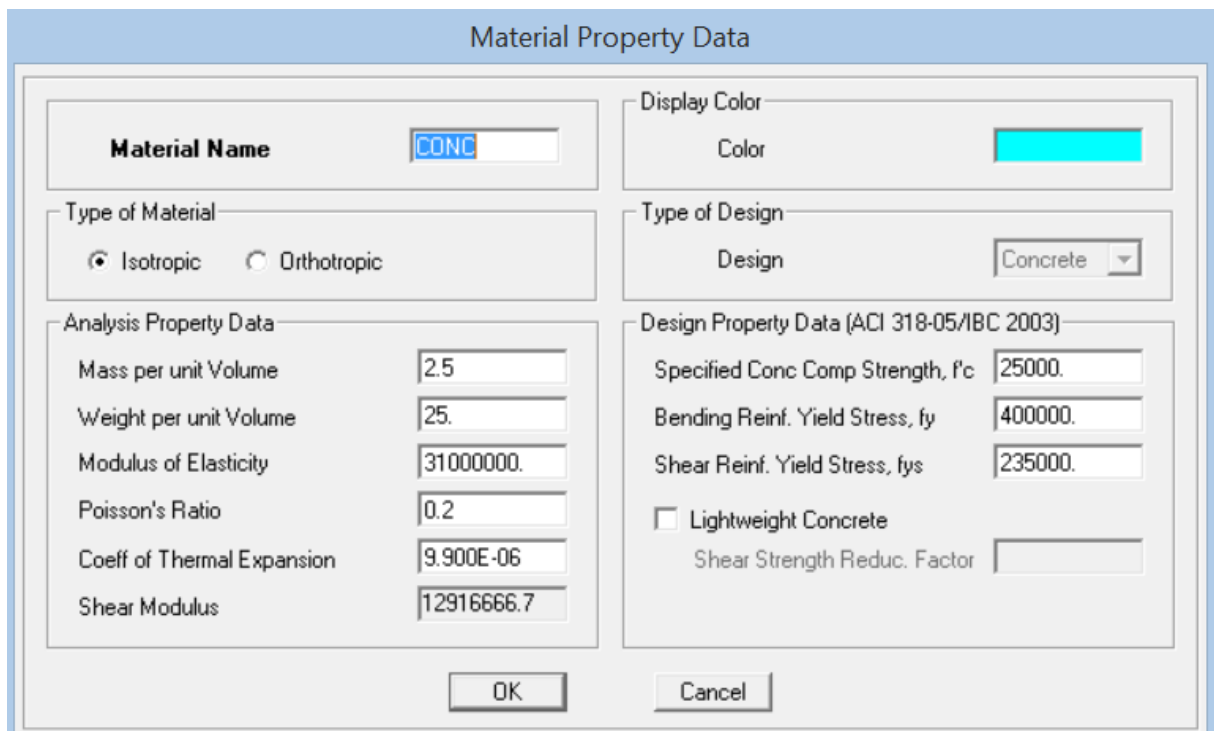 Material Property Data
Material Name CONC
Display Color
Color
Type of Material
Isotropic Orthotropic
Type of Design
Design Concrete
Analysis Property Data
Mass per unit Volume 2.5
Weight per unit Volume 25.
Modulus of Elasticity 31000000.
Poisson's Ratio 0.2
Coeff of Thermal Expansion 9.900E-06
Shear Modulus 12916666.7
Design Property Data (ACI 318-05/IBC 2003)
Specified Conc Comp Strength, f'c 25000.
Bending Reinf. Yield Stress, fy 400000.
Shear Reinf. Yield Stress, fys 235000.
Lightweight Concrete
Shear Strength Reduc. Factor
OK Cancel